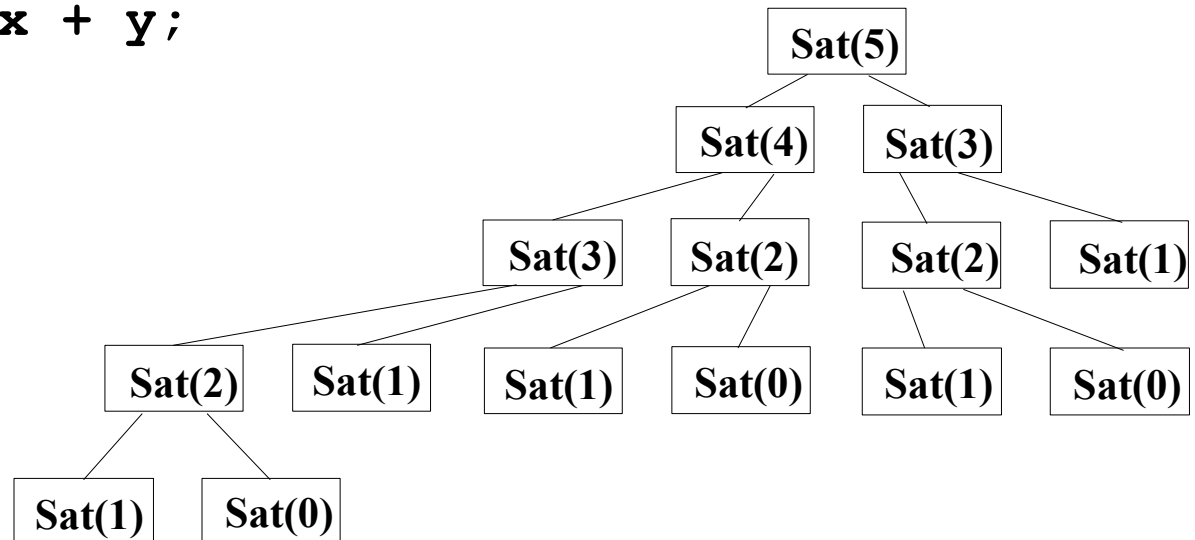 x + y;
Sat(5)
Sat(4) Sat(3)
Sat(3) Sat(2) Sat(2) Sat(1)
Sat(2) Sat(1) Sat(1) Sat(0) Sat(1) Sat(0)
Sat(1) Sat(0)